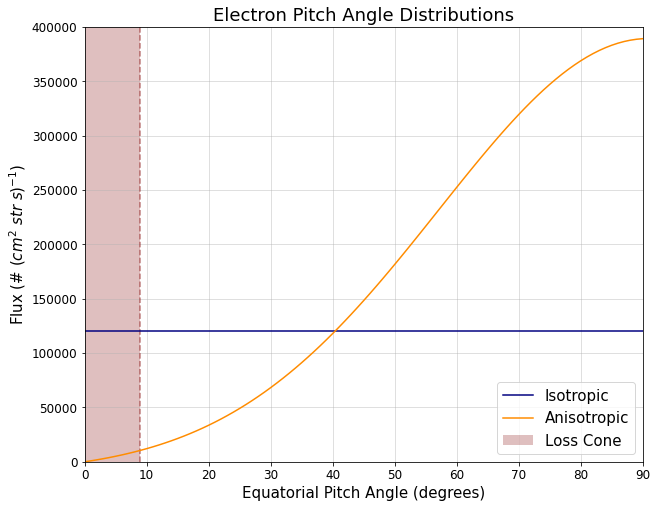 Electron Pitch Angle Distributions
Flux (# (cm² str s)⁻¹)
400000
350000
300000
250000
200000
150000
100000
50000
0
Isotropic
Anisotropic
Loss Cone
0 10 20 30 40 50 60 70 80 90
Equatorial Pitch Angle (degrees)